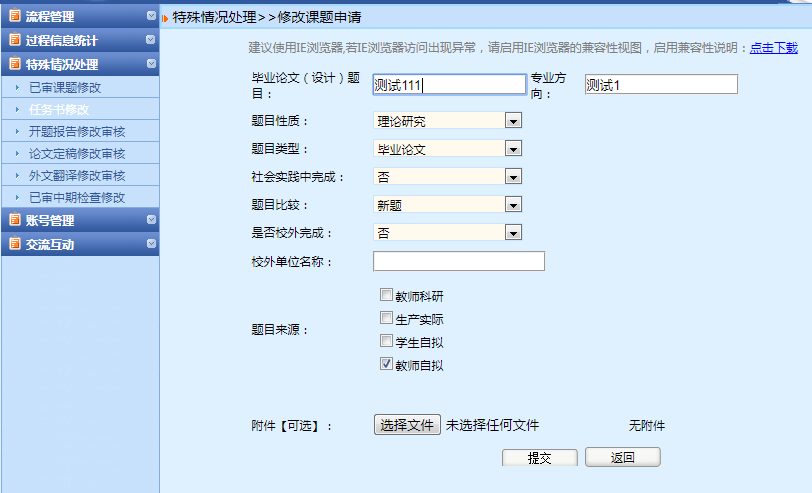 流程管理
过程信息统计
特殊情况处理
已审课题修改
任务书修改
开题报告修改审核
论文定稿修改审核
外文翻译修改审核
已审中期检查修改
账号管理
交流互动
特殊情况处理>>修改课题申请
建议使用IE浏览器,若IE浏览器访问出现异常，请启用IE浏览器的兼容性视图，启用兼容性说明：点击下载
毕业论文（设计）题
目：
测试111
专业方
向：
测试1
题目性质：
理论研究
题目类型：
毕业论文
社会实践中完成：
否
题目比较：
新题
是否校外完成：
否
校外单位名称：
题目来源：
教师科研
生产实际
学生自拟
教师自拟
附件【可选】：
选择文件 未选择任何文件
无附件
提交
返回